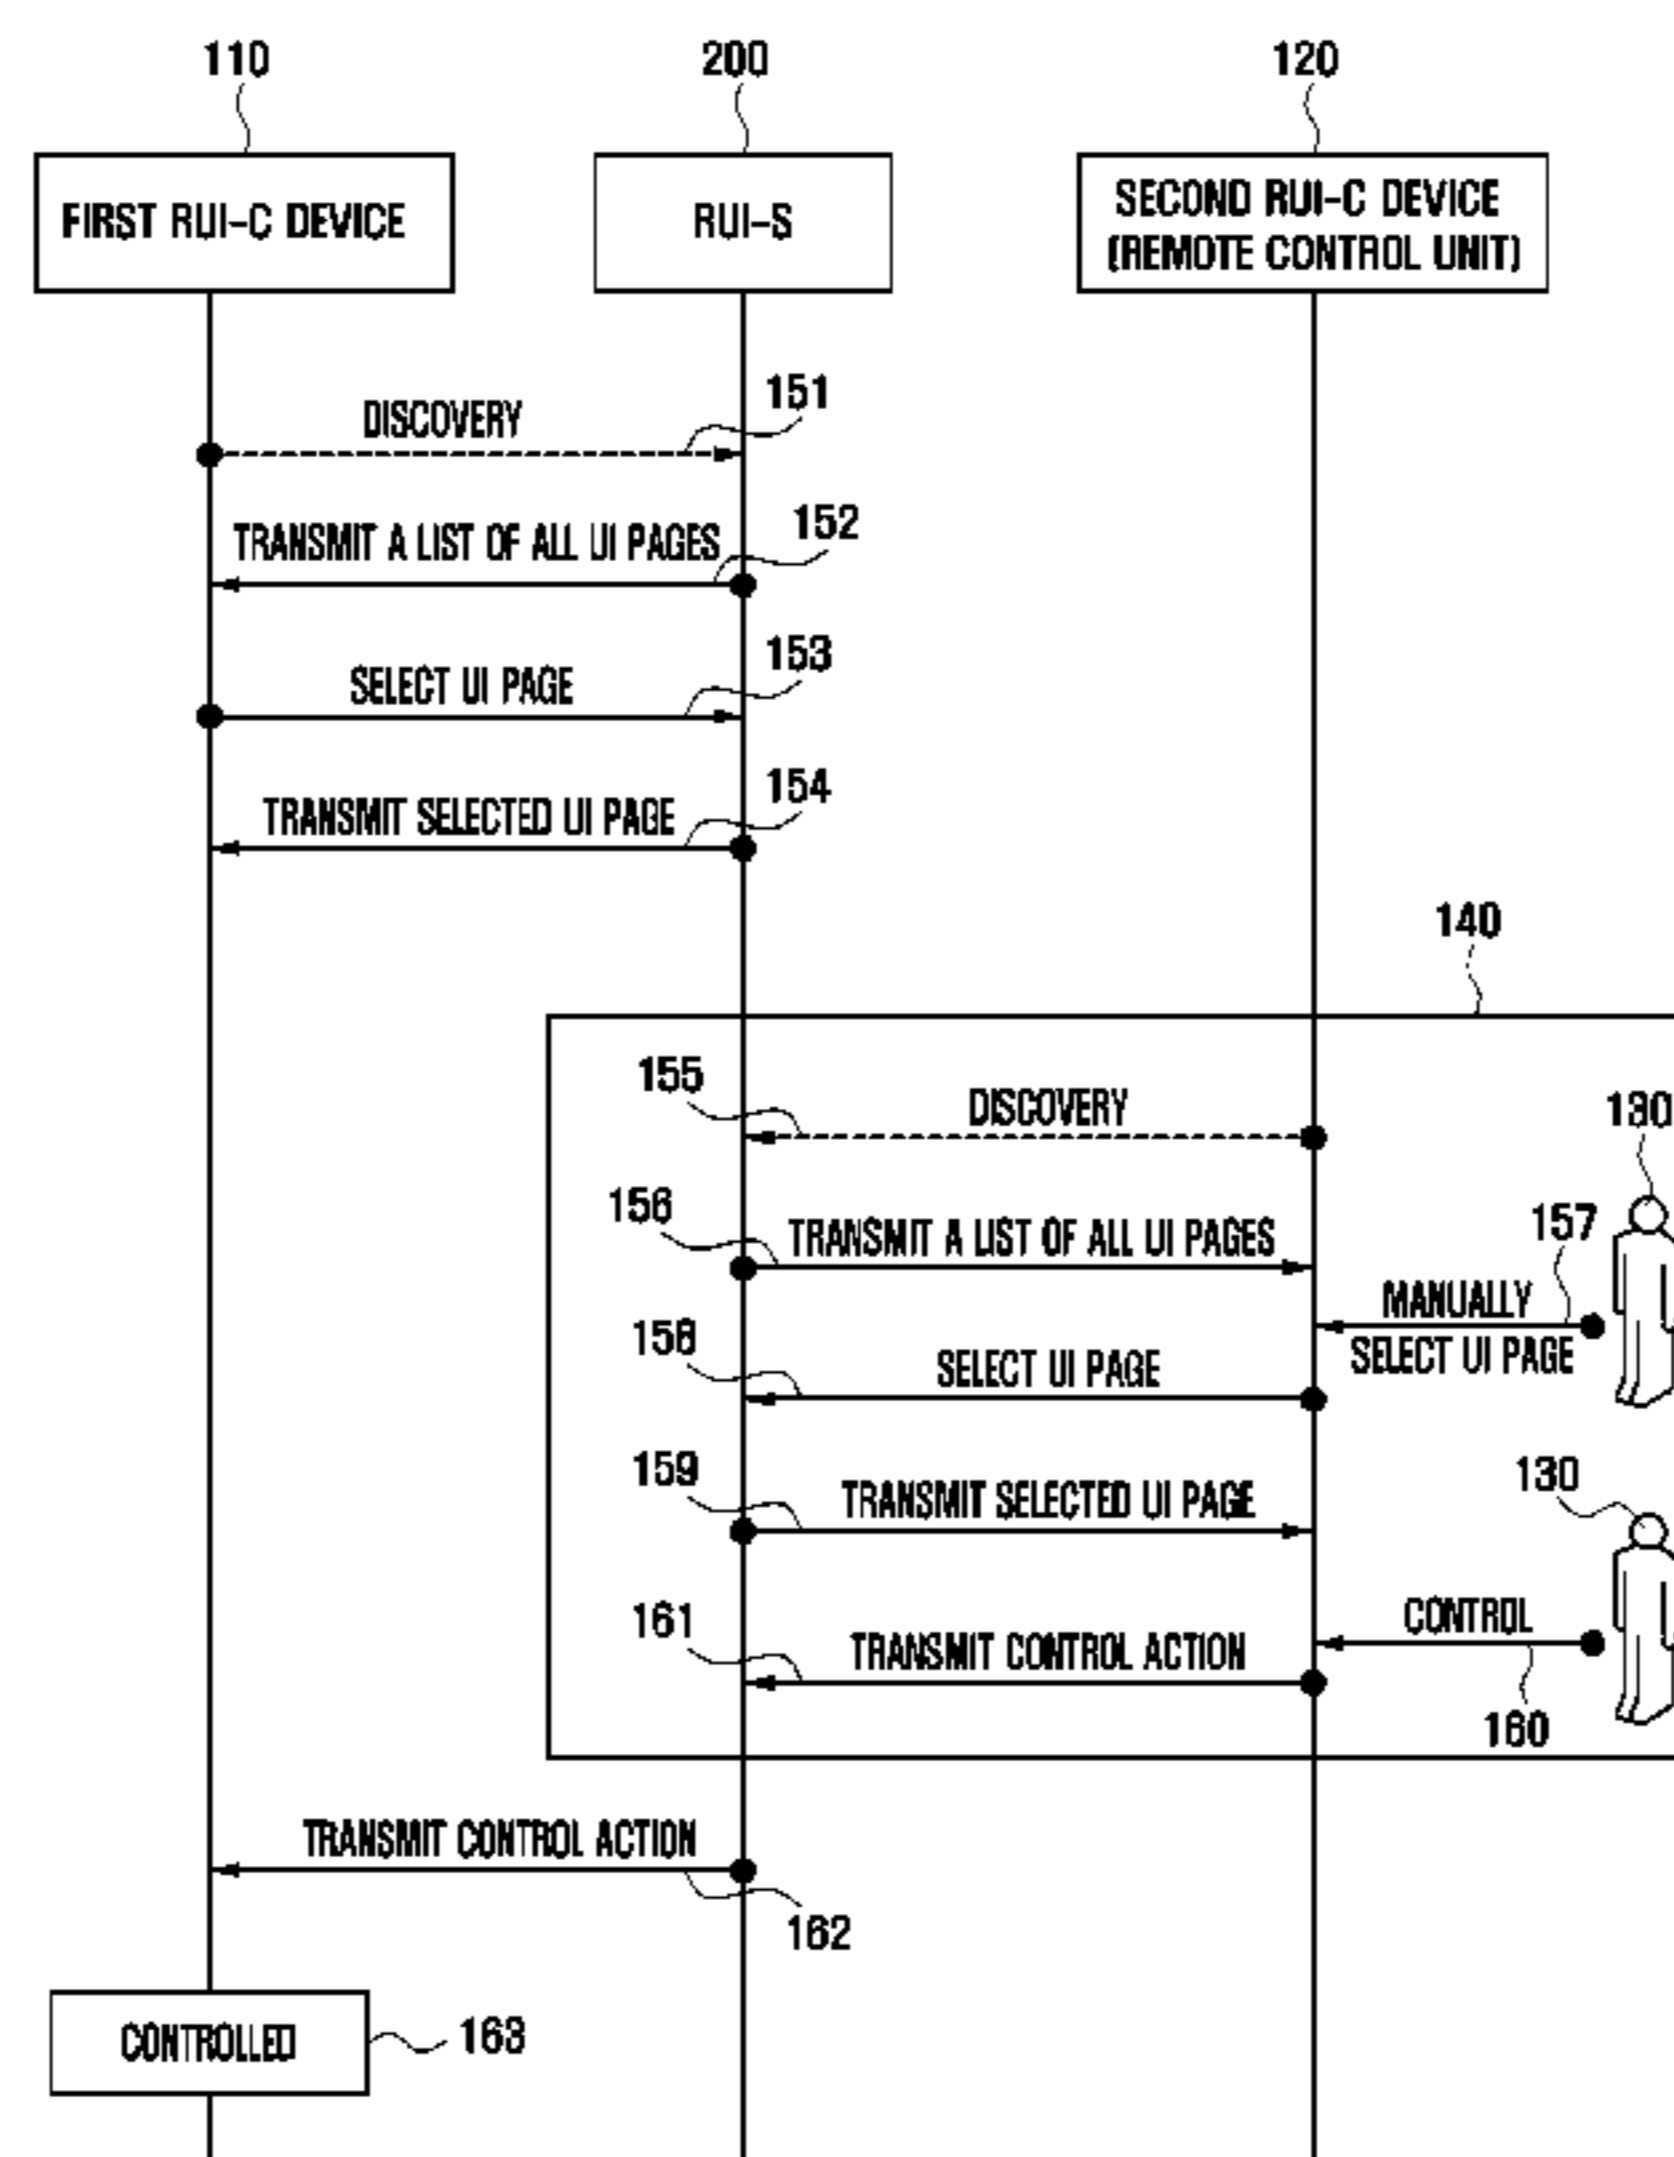 110
200
120
FIRST RUI-C DEVICE
RUI-S
SECOND RUI-C DEVICE
(REMOTE CONTROL UNIT)
151
DISCOVERY
152
TRANSMIT A LIST OF ALL UI PAGES
153
SELECT UI PAGE
154
TRANSMIT SELECTED UI PAGE
140
155
DISCOVERY
130
156
TRANSMIT A LIST OF ALL UI PAGES
157
MANUALLY
SELECT UI PAGE
158
SELECT UI PAGE
159
TRANSMIT SELECTED UI PAGE
130
161
TRANSMIT CONTROL ACTION
CONTROL
160
TRANSMIT CONTROL ACTION
162
CONTROLLED
163